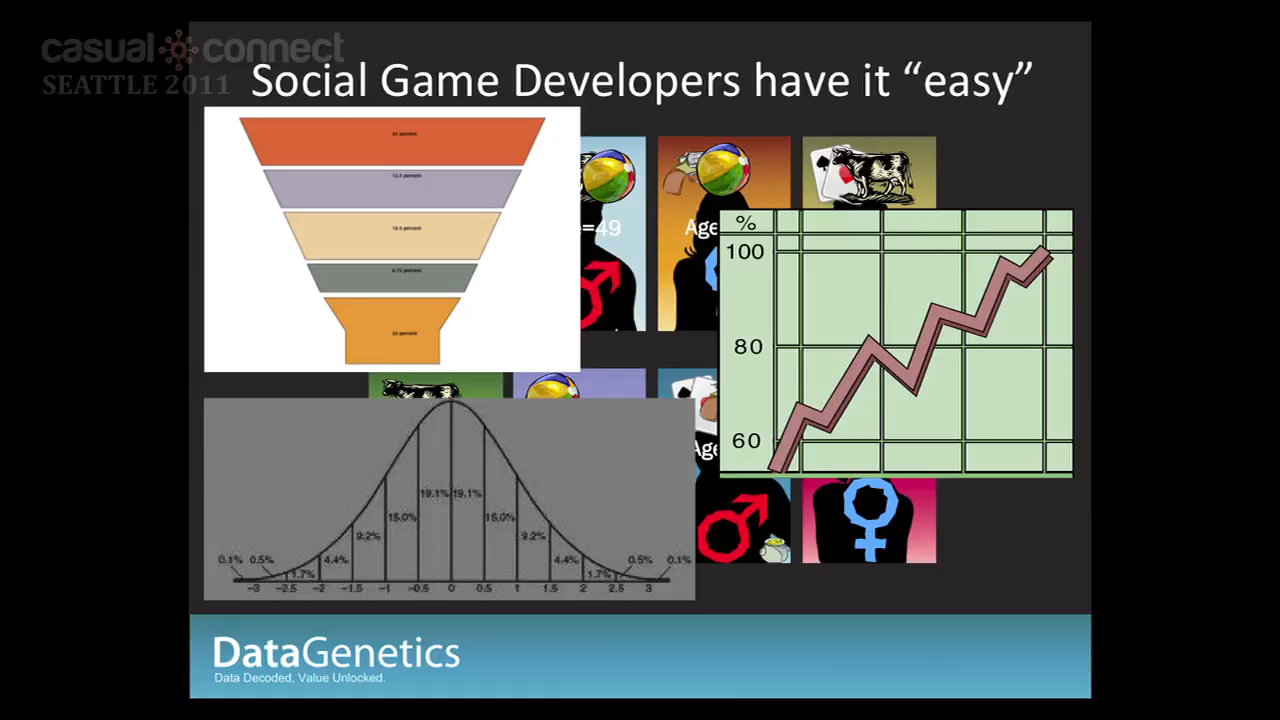 casual connect
SEATTLE 2011
Social Game Developers have it “easy”
=49
Age
%
100
80
60
Age
19.1% 19.1%
15.0% 15.0%
9.2% 9.2%
0.1% 0.5% 4.4% 4.4% 0.5% 0.1%
1.7% 1.7%
−3 −2.5 −2 −1.5 −1 −0.5 0 0.5 1 1.5 2 2.5 3
DataGenetics
Data Decoded, Value Unlocked.